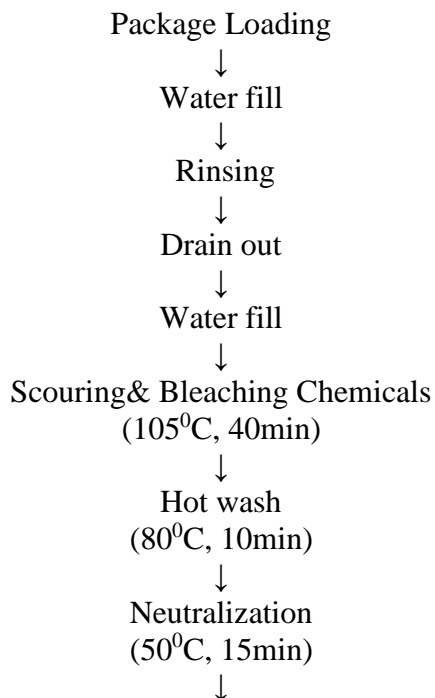 Package Loading
↓
Water fill
↓
Rinsing
↓
Drain out
↓
Water fill
↓
Scouring& Bleaching Chemicals
(105⁰C, 40min)
↓
Hot wash
(80⁰C, 10min)
↓
Neutralization
(50⁰C, 15min)
↓